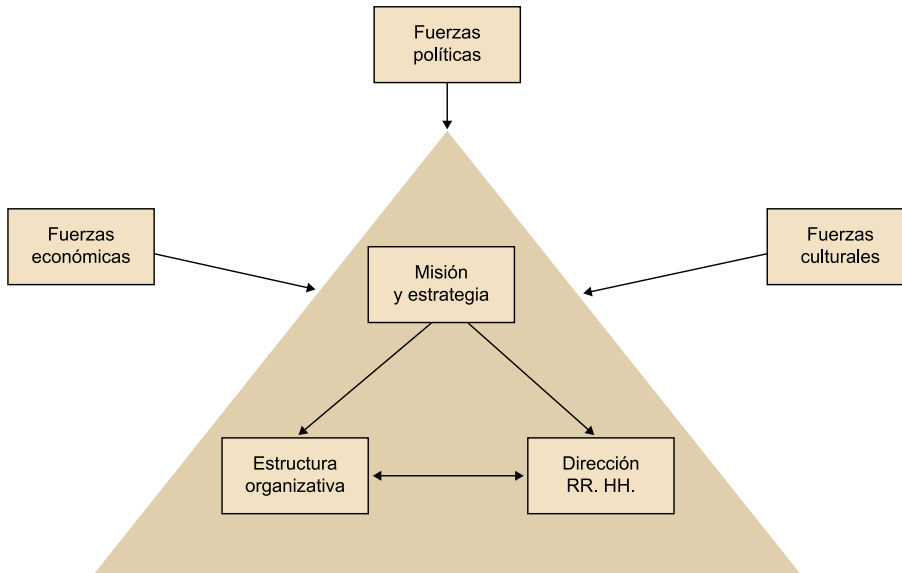 Fuerzas
políticas
Fuerzas
económicas
Fuerzas
culturales
Misión
y estrategia
Estructura
organizativa
Dirección
RR. HH.